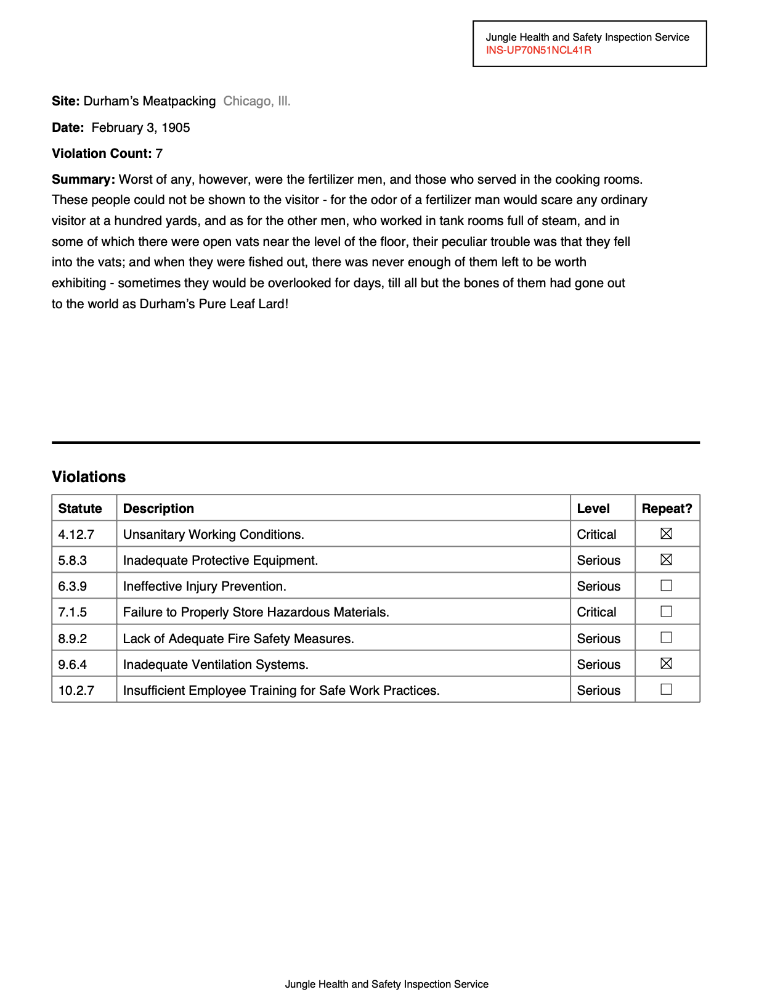 Jungle Health and Safety Inspection Service
INS-UP70N51NCL41R
Site: Durham’s Meatpacking Chicago, Ill.
Date: February 3, 1905
Violation Count: 7
Summary: Worst of any, however, were the fertilizer men, and those who served in the cooking rooms.
These people could not be shown to the visitor - for the odor of a fertilizer man would scare any ordinary
visitor at a hundred yards, and as for the other men, who worked in tank rooms full of steam, and in
some of which there were open vats near the level of the floor, their peculiar trouble was that they fell
into the vats; and when they were fished out, there was never enough of them left to be worth
exhibiting - sometimes they would be overlooked for days, till all but the bones of them had gone out
to the world as Durham’s Pure Leaf Lard!
Violations
Statute Description Level Repeat?
4.12.7 Unsanitary Working Conditions. Critical ☒
5.8.3 Inadequate Protective Equipment. Serious ☒
6.3.9 Ineffective Injury Prevention. Serious ☐
7.1.5 Failure to Properly Store Hazardous Materials. Critical ☐
8.9.2 Lack of Adequate Fire Safety Measures. Serious ☐
9.6.4 Inadequate Ventilation Systems. Serious ☒
10.2.7 Insufficient Employee Training for Safe Work Practices. Serious ☐
Jungle Health and Safety Inspection Service